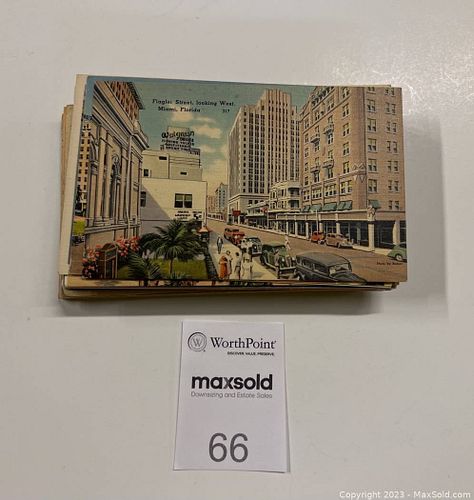 Flagler Street, looking West.
Miami, Florida
317
Walgreen
WorthPoint®
DISCOVER. VALUE. PRESERVE.
maxsold
Downsizing and Estate Sales
66
Copyright 2023 - MaxSold.com